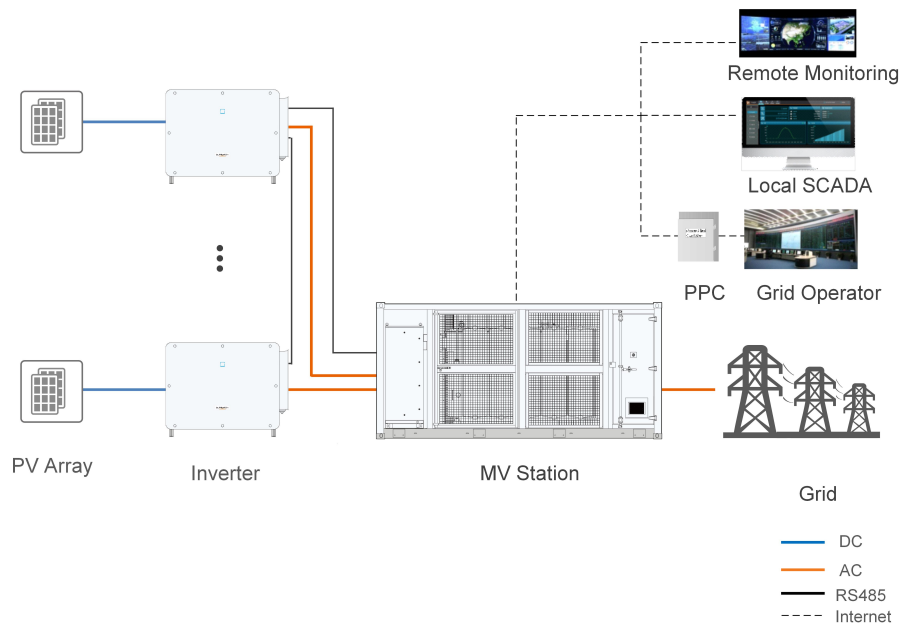 Remote Monitoring
Local SCADA
PPC
Grid Operator
PV Array
Inverter
MV Station
Grid
DC
AC
RS485
Internet